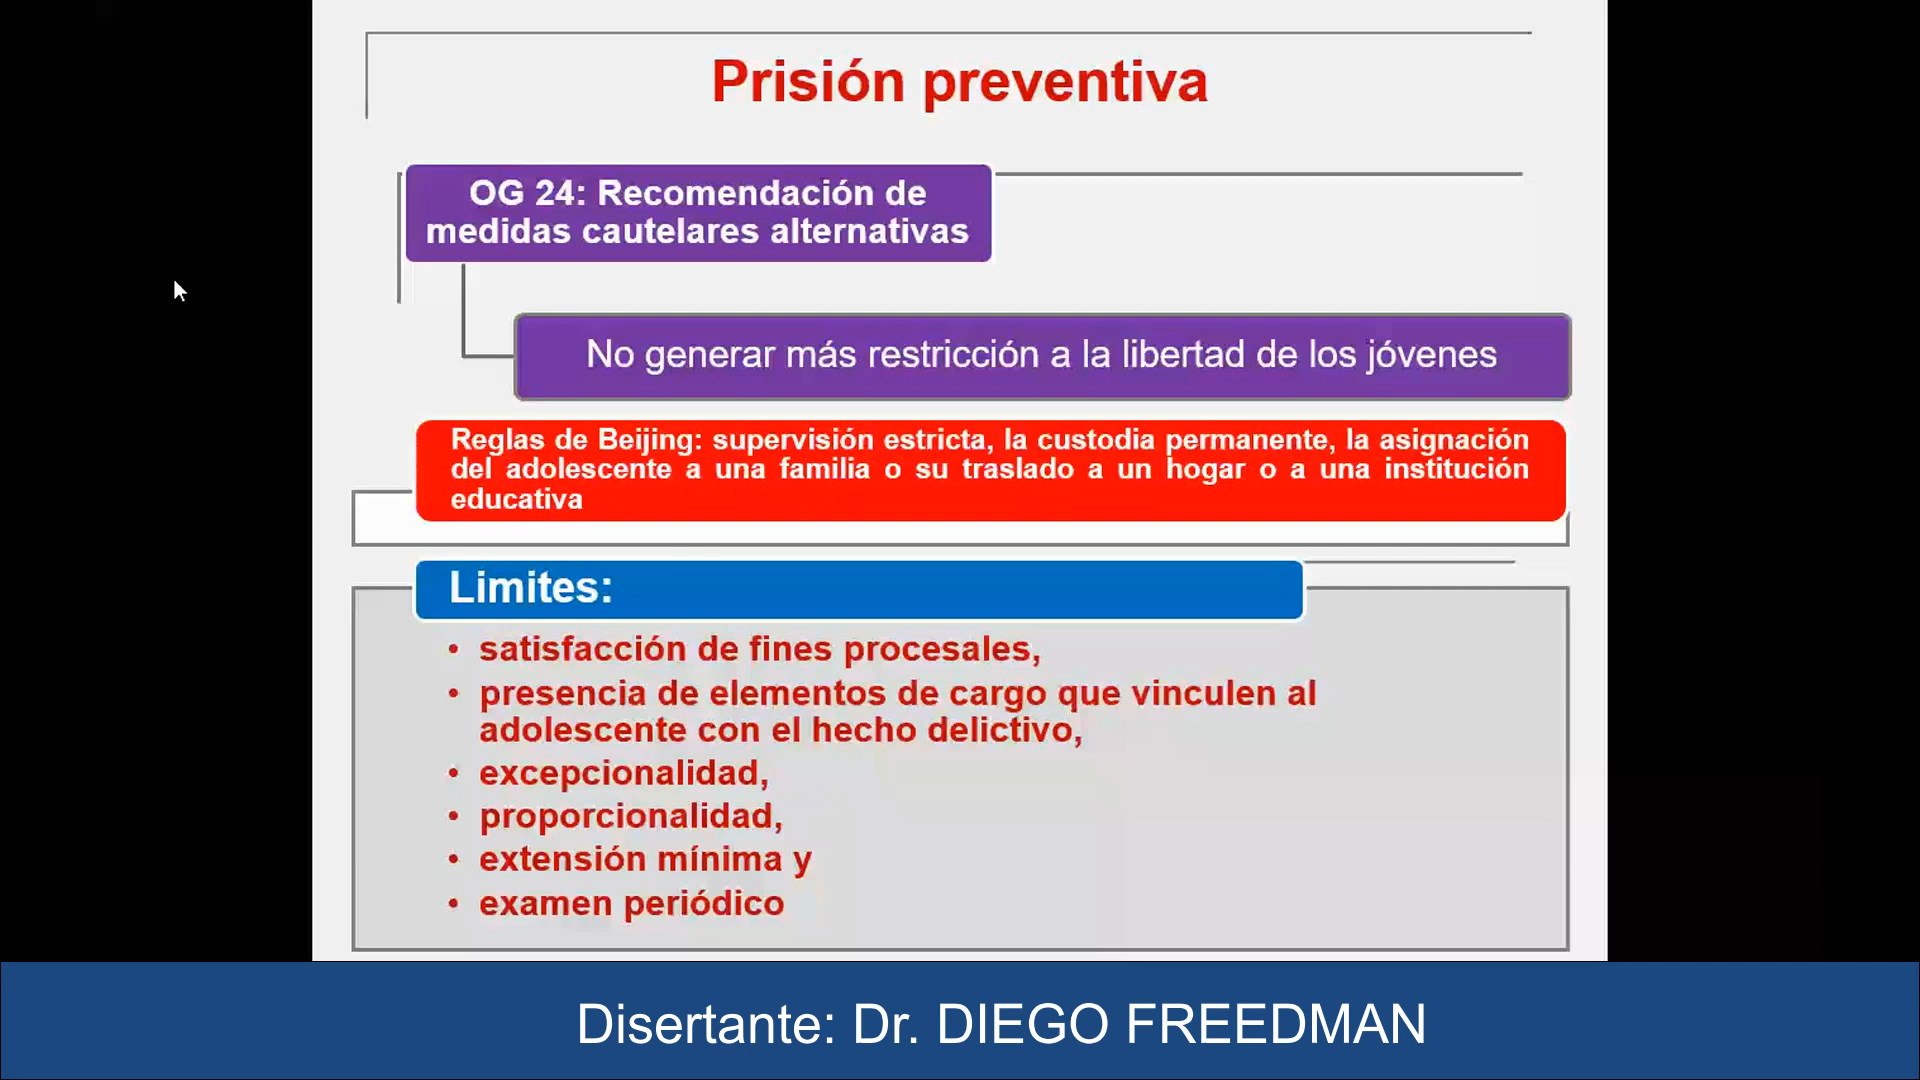 Prisión preventiva
OG 24: Recomendación de
medidas cautelares alternativas
No generar más restricción a la libertad de los jóvenes
Reglas de Beijing: supervisión estricta, la custodia permanente, la asignación
del adolescente a una familia o su traslado a un hogar o a una institución
educativa
Limites:
• satisfacción de fines procesales,
• presencia de elementos de cargo que vinculen al
adolescente con el hecho delictivo,
• excepcionalidad,
• proporcionalidad,
• extensión mínima y
• examen periódico
Disertante: Dr. DIEGO FREEDMAN